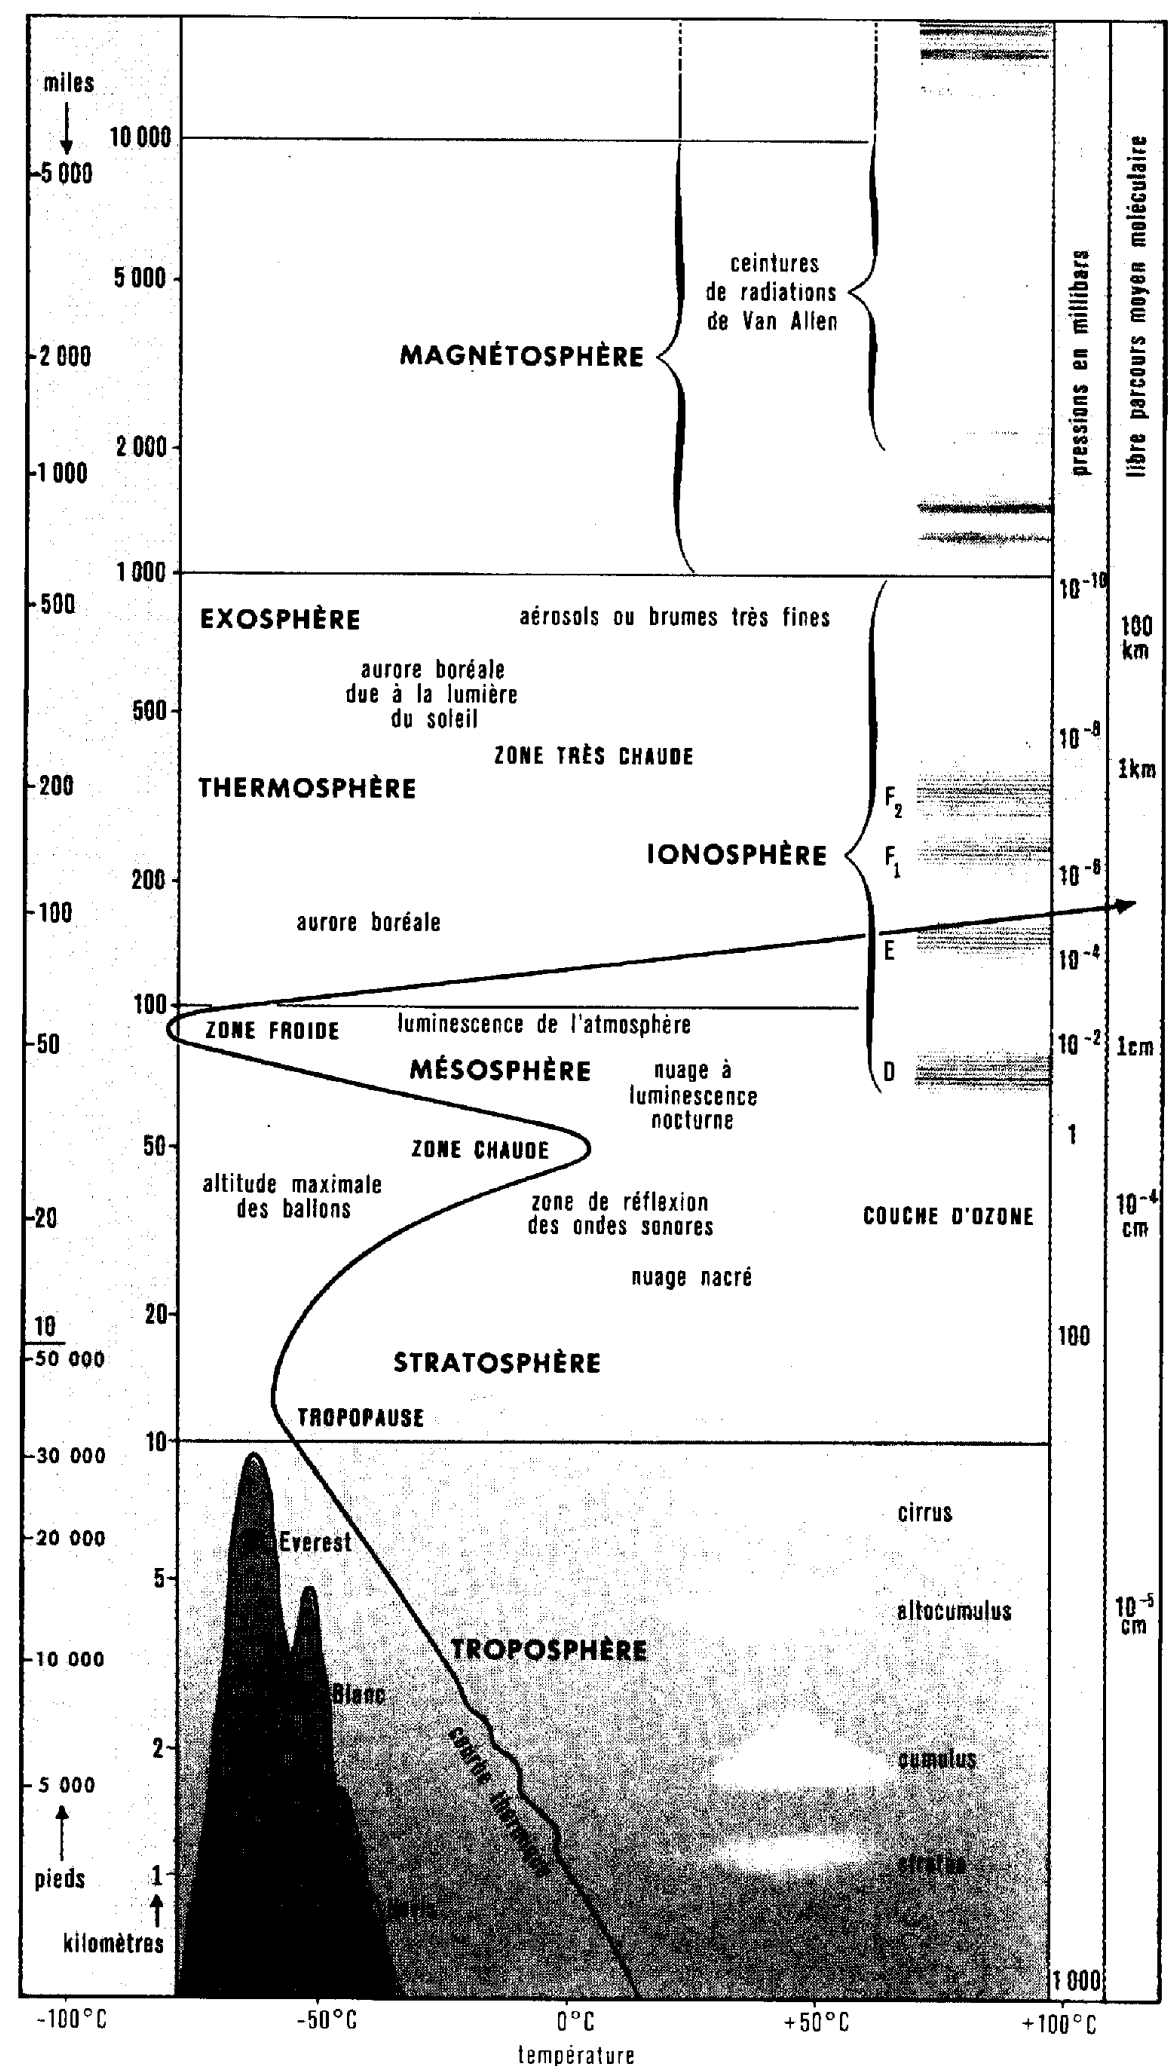 miles
10 000
5 000
5 000
ceintures
de radiations
de Van Allen
MAGNÉTOSPHÈRE
2 000
2 000
1 000
pressions en millibars
libre parcours moyen moléculaire
1 000
10⁻¹⁰
500
EXOSPHÈRE
aérosols ou brumes très fines
100
km
aurore boréale
due à la lumière
du soleil
500
10⁻⁸
ZONE TRÈS CHAUDE
1km
200
THERMOSPHÈRE
F₂
IONOSPHÈRE
F₁
200
10⁻⁶
100
aurore boréale
E
10⁻⁴
100
ZONE FROIDE
luminescence de l'atmosphère
50
10⁻²
1cm
MÉSOSPHÈRE
nuage à
luminescence
nocturne
D
1
50
ZONE CHAUDE
altitude maximale
des ballons
zone de réflexion
des ondes sonores
COUCHE D'OZONE
10⁻⁴
cm
20
nuage nacré
20
10
50 000
100
STRATOSPHÈRE
TROPOPAUSE
10
30 000
cirrus
20 000
Everest
5
altocumulus
10⁻⁵
cm
10 000
TROPOSPHÈRE
Blanc
2
courbe thermique
cumulus
5 000
pieds
1
stratus
kilomètres
1 000
-100°C
-50°C
0°C
+50°C
+100°C
température